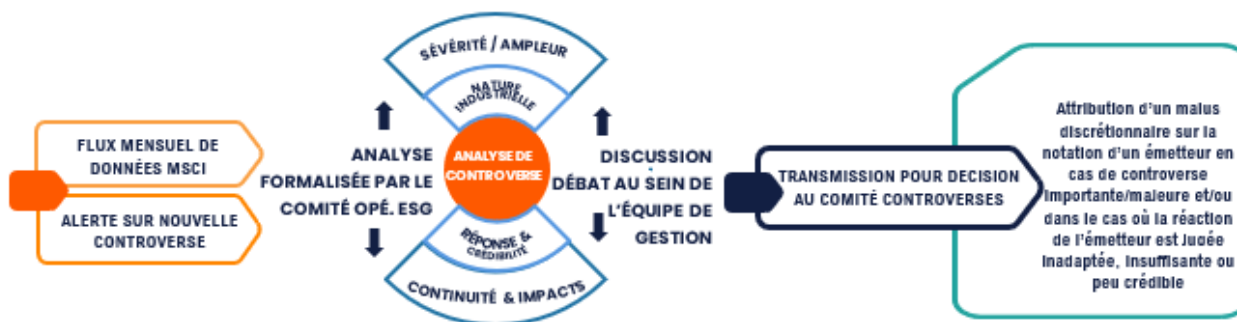 FLUX MENSUEL DE
DONNÉES MSCI
ALERTE SUR NOUVELLE
CONTROVERSE
ANALYSE
FORMALISÉE PAR LE
COMITÉ OPÉ. ESG
SÉVÉRITÉ / AMPLEUR
NATURE
INDUSTRIELLE
ANALYSE DE
CONTROVERSE
RÉPONSE &
CRÉDIBILITÉ
CONTINUITÉ & IMPACTS
DISCUSSION
DÉBAT AU SEIN DE
L'ÉQUIPE DE
GESTION
TRANSMISSION POUR DECISION
AU COMITÉ CONTROVERSES
Attribution d'un malus
discrétionnaire sur la
notation d'un émetteur en
cas de controverse
importante/majeure et/ou
dans le cas où la réaction
de l'émetteur est jugée
inadaptée, insuffisante ou
peu crédible